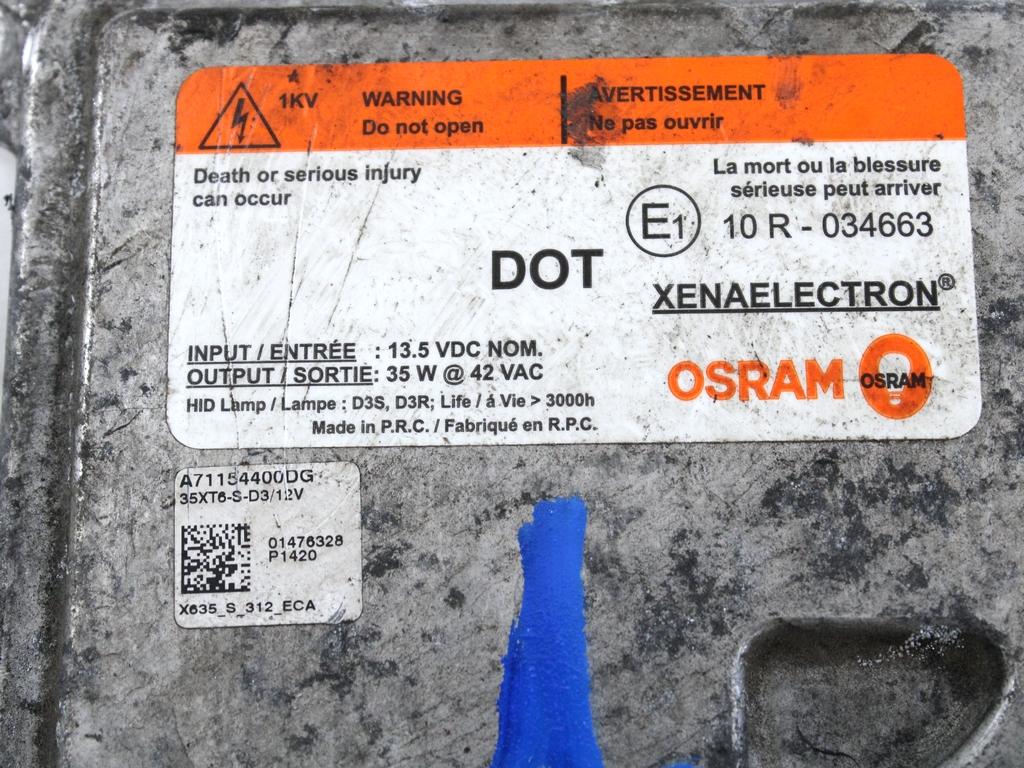 1KV WARNING
Do not open
AVERTISSEMENT
Ne pas ouvrir
Death or serious injury
can occur
La mort ou la blessure
sérieuse peut arriver
E1 10 R - 034663
DOT
XENAELECTRON®
INPUT / ENTRÉE : 13.5 VDC NOM.
OUTPUT / SORTIE: 35 W @ 42 VAC
HID Lamp / Lampe : D3S, D3R; Life / á Vie > 3000h
Made in P.R.C. / Fabriqué en R.P.C.
OSRAM OSRAM
A71154400DG
35XT6-S-D3/12V
01476328
P1420
X635_S_312_ECA